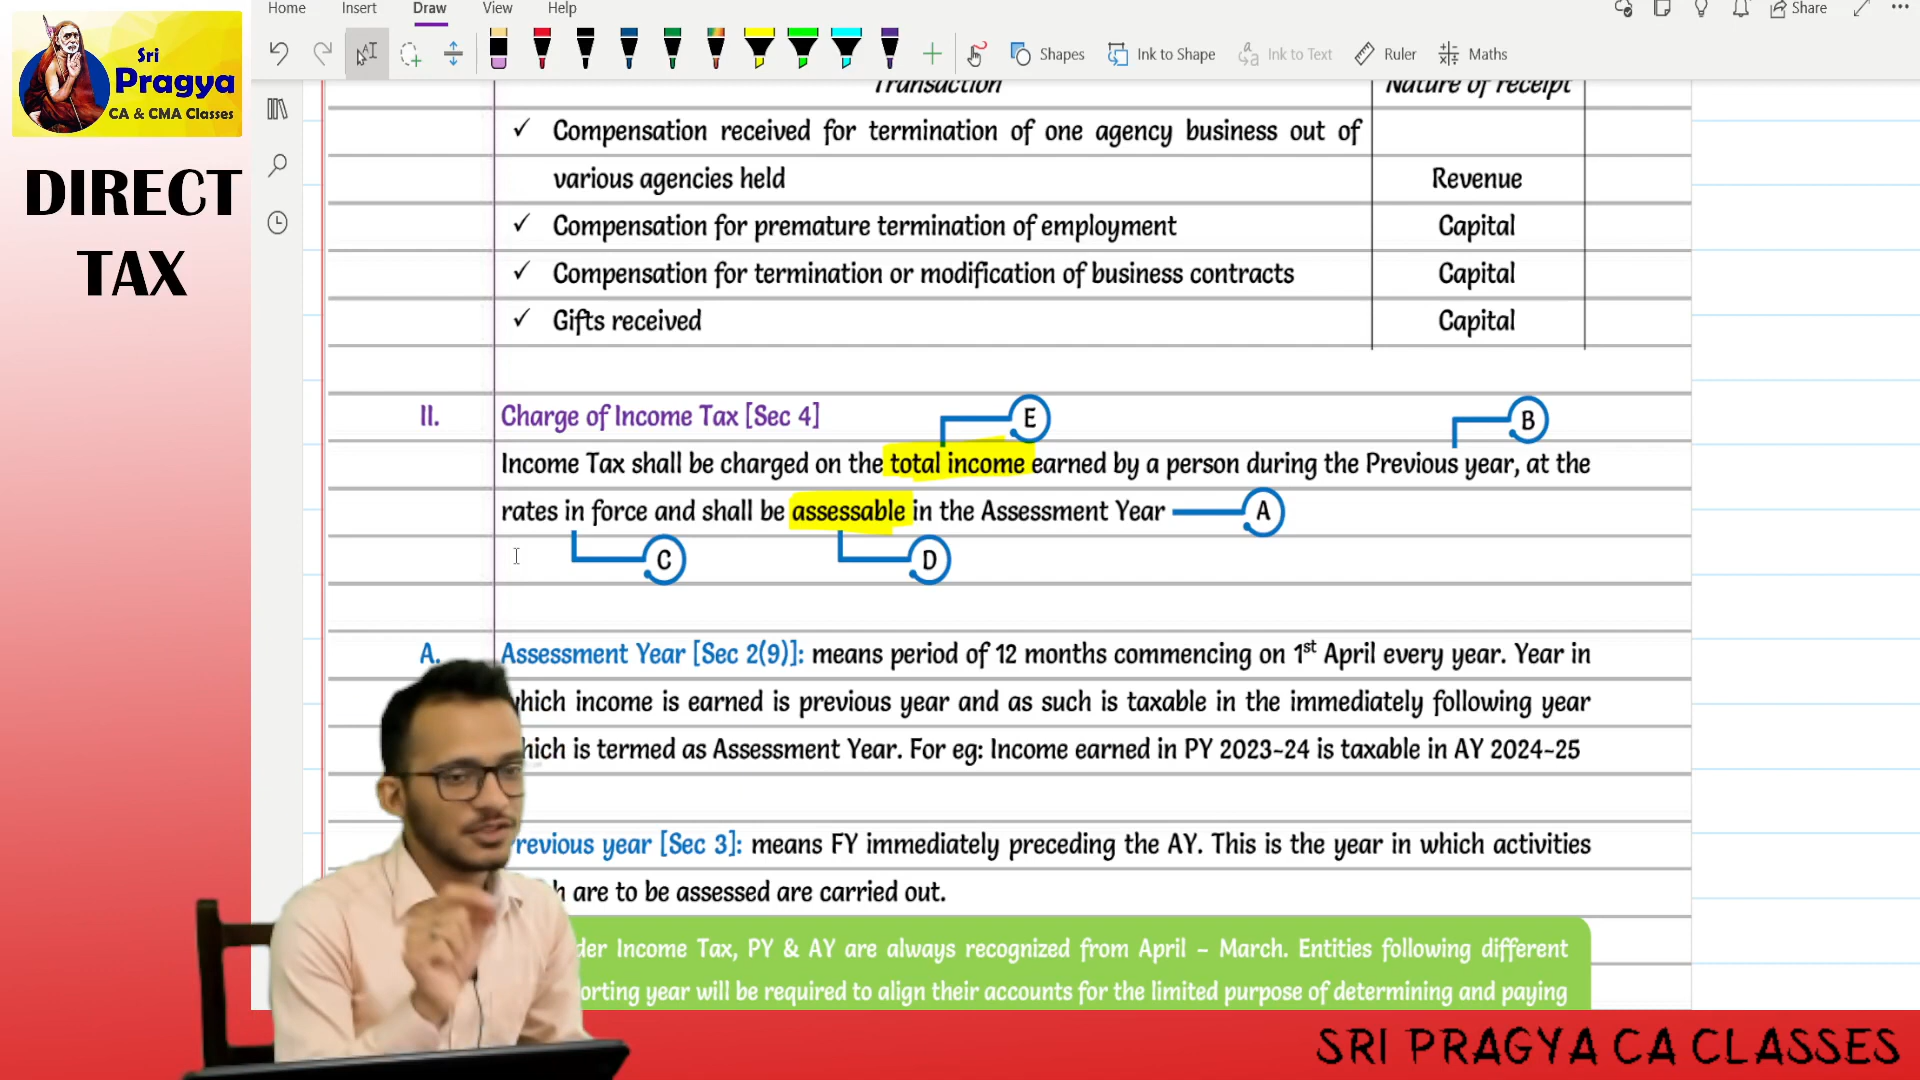 Home Insert Draw View Help
Share
Shapes Ink to Shape Ink to Text Ruler Maths
Sri
Pragya
CA & CMA Classes
DIRECT
TAX
Transaction Nature of receipt
✓ Compensation received for termination of one agency business out of
various agencies held Revenue
✓ Compensation for premature termination of employment Capital
✓ Compensation for termination or modification of business contracts Capital
✓ Gifts received Capital
II. Charge of Income Tax [Sec 4] E B
Income Tax shall be charged on the total income earned by a person during the Previous year, at the
rates in force and shall be assessable in the Assessment Year A
C D
A. Assessment Year [Sec 2(9)]: means period of 12 months commencing on 1st April every year. Year in
which income is earned is previous year and as such is taxable in the immediately following year
which is termed as Assessment Year. For eg: Income earned in PY 2023-24 is taxable in AY 2024-25
Previous year [Sec 3]: means FY immediately preceding the AY. This is the year in which activities
are to be assessed are carried out.
Income Tax, PY & AY are always recognized from April – March. Entities following different
year will be required to align their accounts for the limited purpose of determining and paying
SRI PRAGYA CA CLASSES